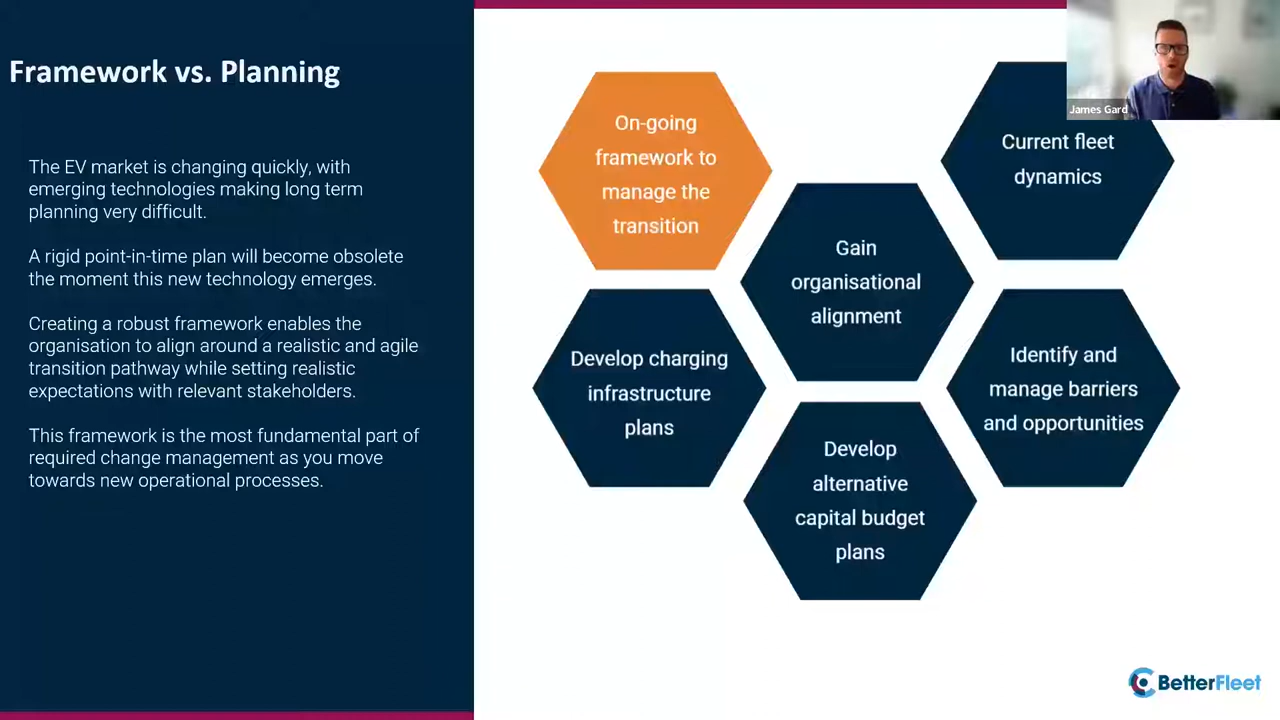 Framework vs. Planning
The EV market is changing quickly, with
emerging technologies making long term
planning very difficult.
A rigid point-in-time plan will become obsolete
the moment this new technology emerges.
Creating a robust framework enables the
organisation to align around a realistic and agile
transition pathway while setting realistic
expectations with relevant stakeholders.
This framework is the most fundamental part of
required change management as you move
towards new operational processes.
On-going
framework to
manage the
transition
Current fleet
dynamics
Gain
organisational
alignment
Develop charging
infrastructure
plans
Identify and
manage barriers
and opportunities
Develop
alternative
capital budget
plans
James Gard
BetterFleet